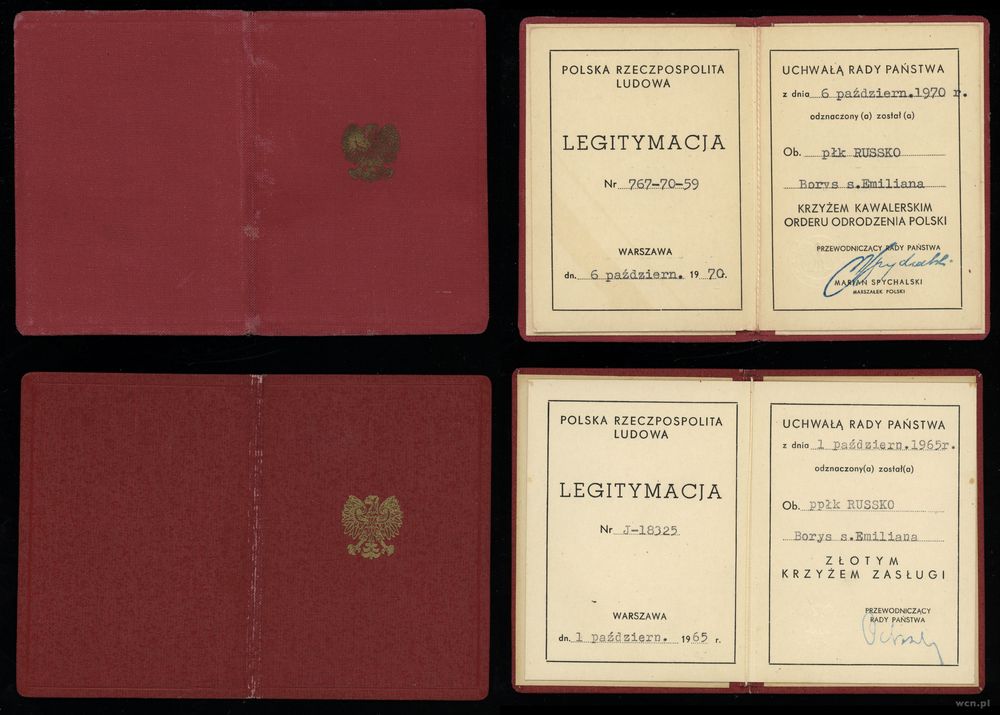 POLSKA RZECZPOSPOLITA
LUDOWA
LEGITYMACJA
Nr 767-70-59
WARSZAWA
dn. 6 październ. 1970.
UCHWAŁĄ RADY PAŃSTWA
z dnia 6 październ.1970 r.
odznaczony (a) został (a)
Ob. płk RUSSKO
Borys s.Emiliana
KRZYŻEM KAWALERSKIM
ORDERU ODRODZENIA POLSKI
PRZEWODNICZĄCY RADY PAŃSTWA
MARIAN SPYCHALSKI
MARSZAŁEK POLSKI
POLSKA RZECZPOSPOLITA
LUDOWA
LEGITYMACJA
Nr J-18325
WARSZAWA
dn. 1 październ. 1965 r.
UCHWAŁĄ RADY PAŃSTWA
z dnia 1 październ.1965r.
odznaczony(a) został(a)
Ob. ppłk RUSSKO
Borys s.Emiliana
ZŁOTYM
KRZYŻEM ZASŁUGI
PRZEWODNICZĄCY
RADY PAŃSTWA
wcn.pl